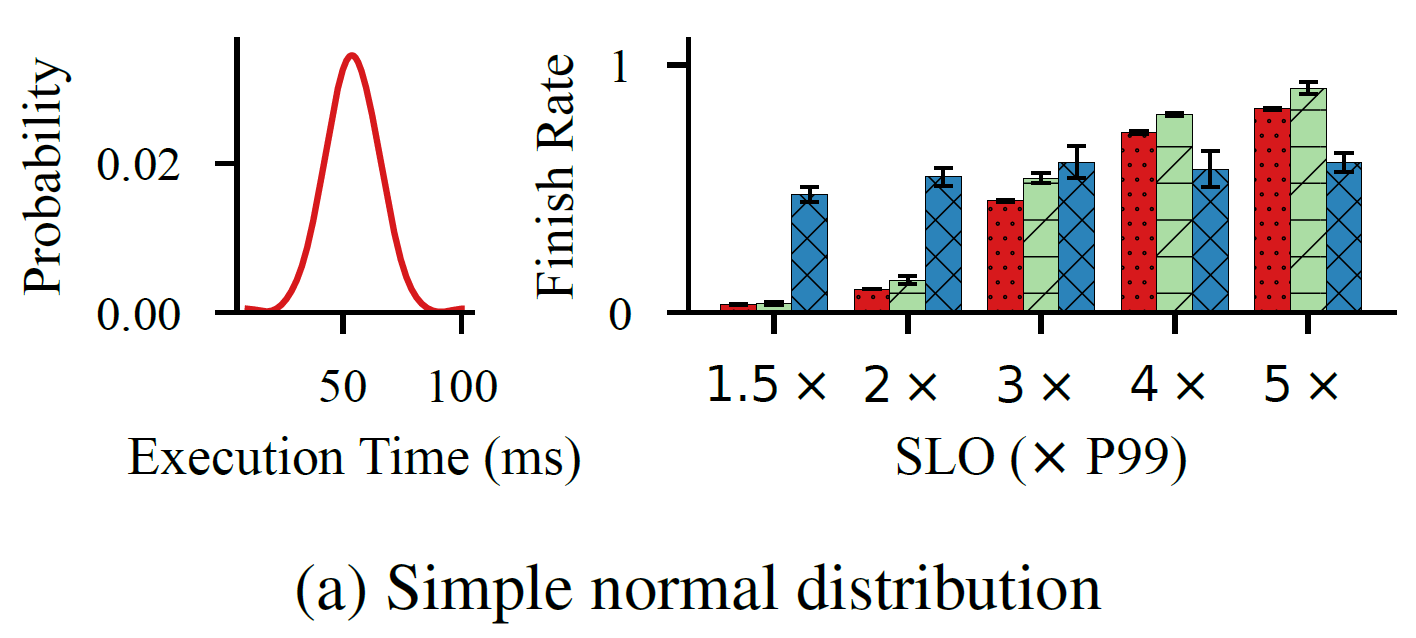 Probability
0.02
0.00
50 100
Execution Time (ms)
Finish Rate
1
0
1.5 × 2 × 3 × 4 × 5 ×
SLO (× P99)
(a) Simple normal distribution